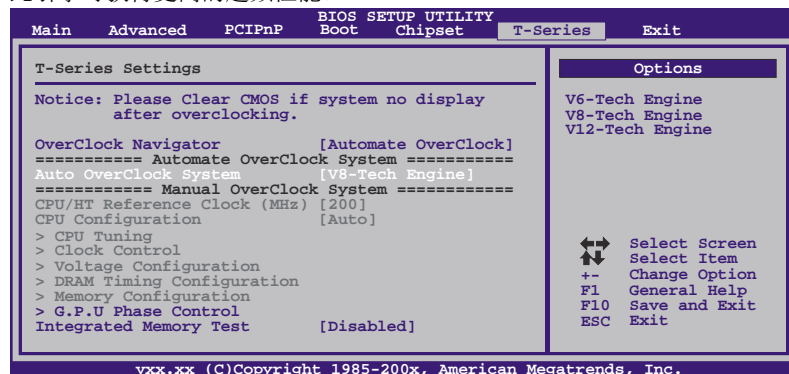 BIOS SETUP UTILITY
Main Advanced PCIPnP Boot Chipset T-Series Exit
T-Series Settings
Notice: Please Clear CMOS if system no display
after overclocking.
OverClock Navigator [Automate OverClock]
=========== Automate OverClock System ===========
Auto OverClock System [V8-Tech Engine]
============ Manual OverClock System ============
CPU/HT Reference Clock (MHz) [200]
CPU Configuration [Auto]
> CPU Tuning
> Clock Control
> Voltage Configuration
> DRAM Timing Configuration
> Memory Configuration
> G.P.U Phase Control
Integrated Memory Test [Disabled]
Options
V6-Tech Engine
V8-Tech Engine
V12-Tech Engine
Select Screen
Select Item
+- Change Option
F1 General Help
F10 Save and Exit
ESC Exit
vxx.xx (C)Copyright 1985-200x, American Megatrends, Inc.